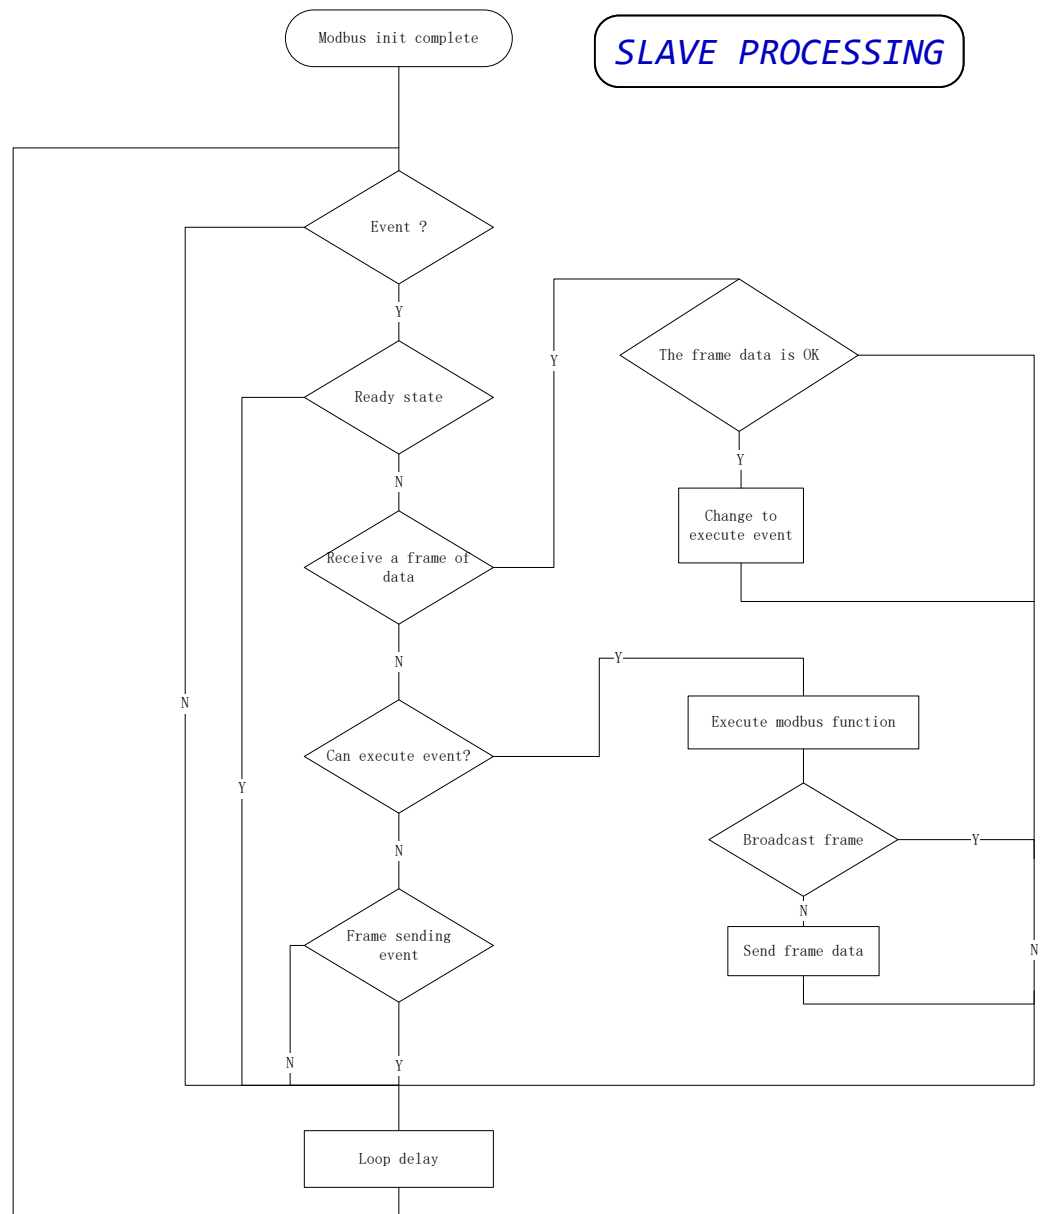 Modbus init complete
SLAVE PROCESSING
Event ?
Y
Ready state
N
Receive a frame of
data
Y
The frame data is OK
Y
Change to
execute event
N
N
Y
Can execute event?
Y
Execute modbus function
N
Broadcast frame
Y
N
Send frame data
N
Frame sending
event
N
Y
Loop delay